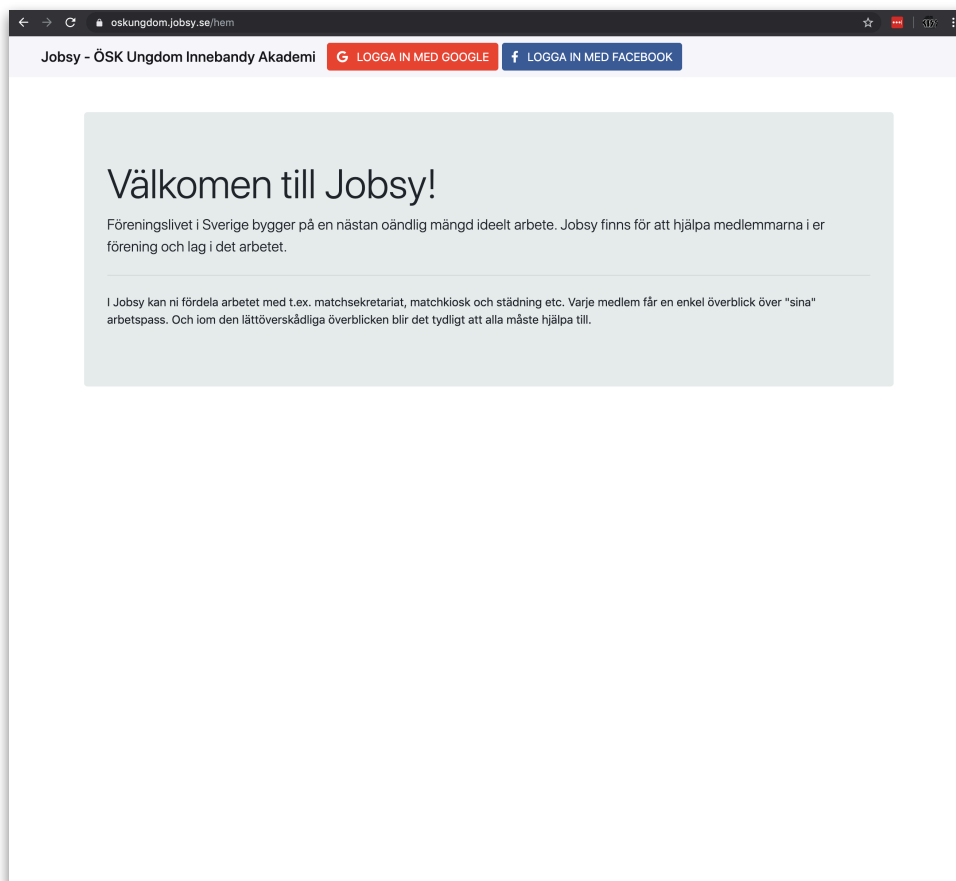 oskungdom.jobsy.se/hem
Jobsy - ÖSK Ungdom Innebandy Akademi
G LOGGA IN MED GOOGLE
f LOGGA IN MED FACEBOOK
Välkomen till Jobsy!
Föreningslivet i Sverige bygger på en nästan oändlig mängd ideelt arbete. Jobsy finns för att hjälpa medlemmarna i er
förening och lag i det arbetet.
I Jobsy kan ni fördela arbetet med t.ex. matchsekretariat, matchkiosk och städning etc. Varje medlem får en enkel överblick över "sina"
arbetspass. Och iom den lättöverskådliga överblicken blir det tydligt att alla måste hjälpa till.